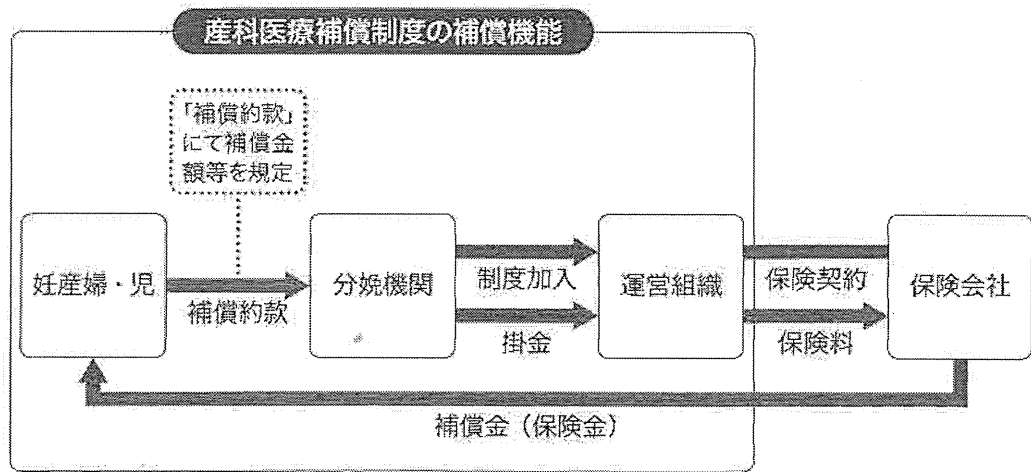 産科医療補償制度の補償機能
「補償約款」
にて補償金
額等を規定
妊産婦・児
補償約款
分娩機関
制度加入
掛金
運営組織
保険契約
保険料
保険会社
補償金（保険金）